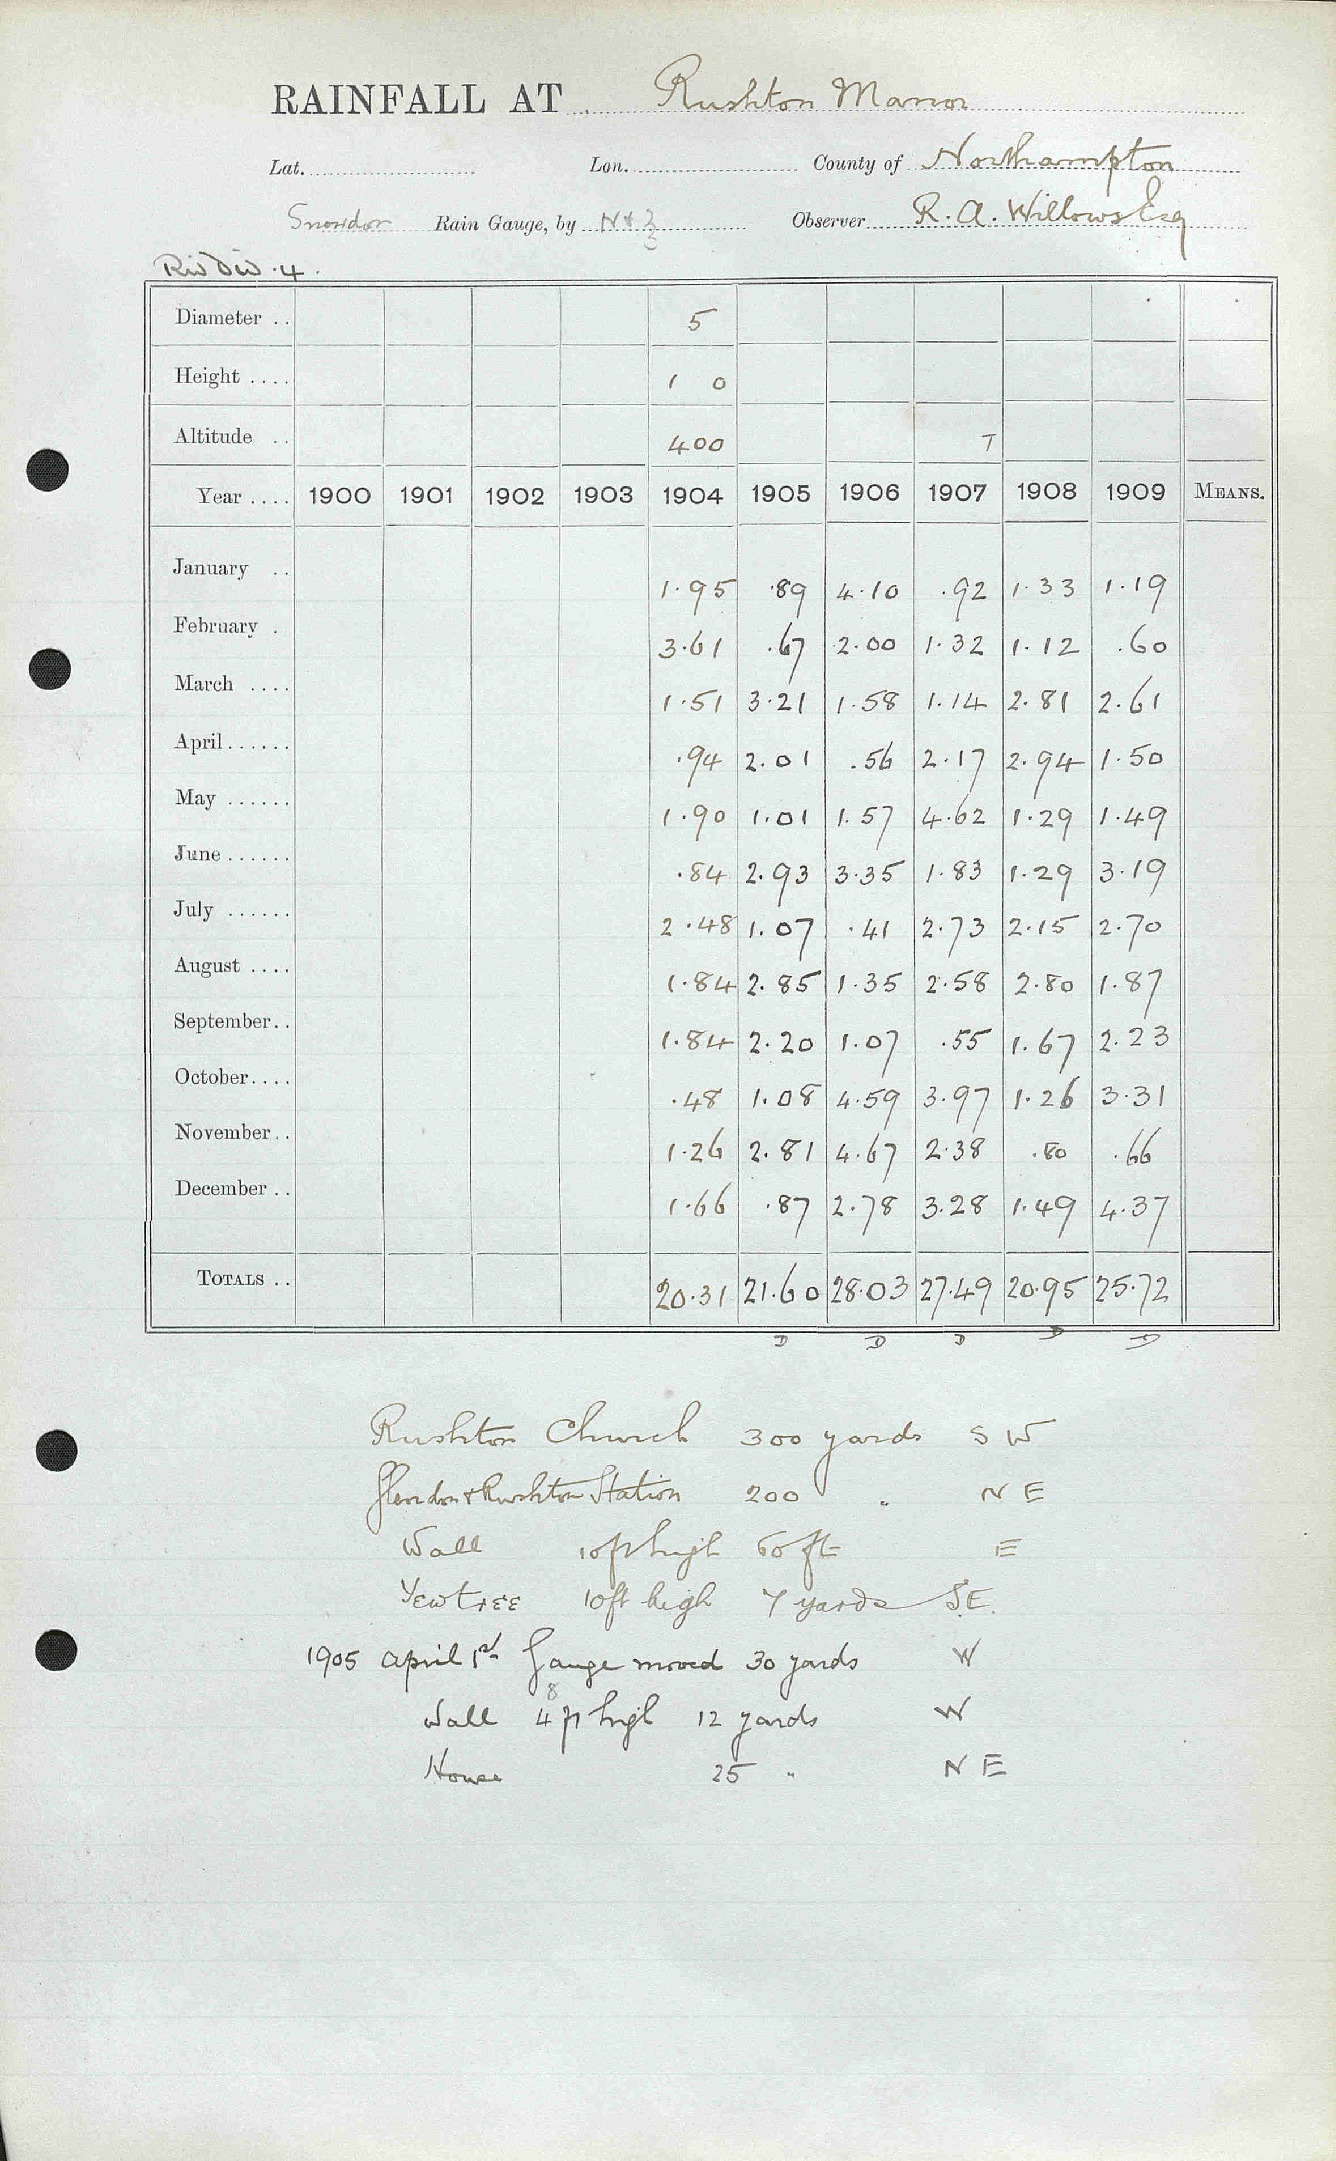 RAINFALL AT Rushton Manor
Lat. Lon. County of Northampton
Snowdon Rain Gauge, by N & Z Observer R. A. Willows Esq
Riv Div. 4.
Diameter .. 5
Height .... 1 0
Altitude .. 400 T
Year .... 1900 1901 1902 1903 1904 1905 1906 1907 1908 1909 MEANS.
January .. 1.95 .89 4.10 .92 1.33 1.19
February . 3.61 .67 2.00 1.32 1.12 .60
March .... 1.51 3.21 1.58 1.14 2.81 2.61
April ...... .94 2.01 .56 2.17 2.94 1.50
May ...... 1.90 1.01 1.57 4.62 1.29 1.49
June ...... .84 2.93 3.35 1.83 1.29 3.19
July ...... 2.48 1.07 .41 2.73 2.15 2.70
August .... 1.84 2.85 1.35 2.58 2.80 1.87
September.. 1.84 2.20 1.07 .55 1.67 2.23
October.... .48 1.08 4.59 3.97 1.26 3.31
November.. 1.26 2.81 4.67 2.38 .80 .66
December .. 1.66 .87 2.78 3.28 1.49 4.37
TOTALS .. 20.31 21.60 28.03 27.49 20.95 25.72
D D D D D
Rushton Church 300 yards S W
Glendon & Rushton Station 200 " N E
Wall 10ft high 60 ft E
Yewtree 10ft high 7 yards S.E.
1905 April 1st Gauge moved 30 yards W
8
Wall 4 ft high 12 yards W
House 25 " N E